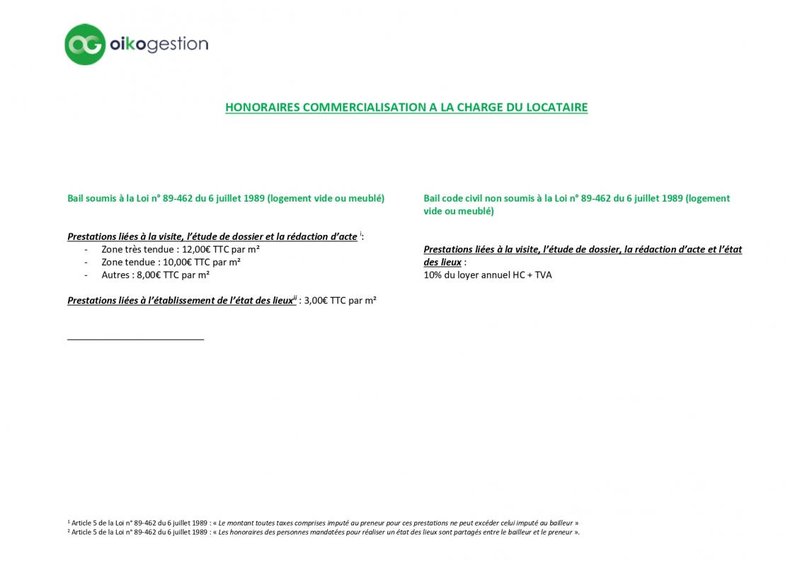 oikogestion
HONORAIRES COMMERCIALISATION A LA CHARGE DU LOCATAIRE
Bail soumis à la Loi n° 89-462 du 6 juillet 1989 (logement vide ou meublé)
Prestations liées à la visite, l'étude de dossier et la rédaction d'acte i:
- Zone très tendue : 12,00€ TTC par m²
- Zone tendue : 10,00€ TTC par m²
- Autres : 8,00€ TTC par m²
Prestations liées à l'établissement de l'état des lieux ii : 3,00€ TTC par m²
Bail code civil non soumis à la Loi n° 89-462 du 6 juillet 1989 (logement
vide ou meublé)
Prestations liées à la visite, l'étude de dossier, la rédaction d'acte et l'état
des lieux :
10% du loyer annuel HC + TVA
1 Article 5 de la Loi n° 89-462 du 6 juillet 1989 : « Le montant toutes taxes comprises imputé au preneur pour ces prestations ne peut excéder celui imputé au bailleur »
2 Article 5 de la Loi n° 89-462 du 6 juillet 1989 : « Les honoraires des personnes mandatées pour réaliser un état des lieux sont partagés entre le bailleur et le preneur ».